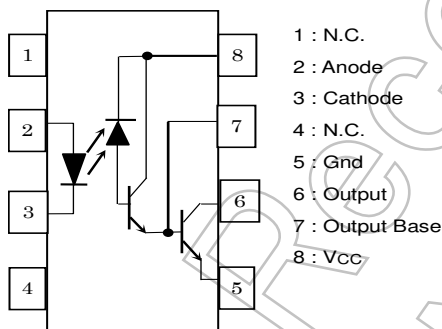 1
2
3
4
8
7
6
5
1 : N.C.
2 : Anode
3 : Cathode
4 : N.C.
5 : Gnd
6 : Output
7 : Output Base
8 : VCC
Rec